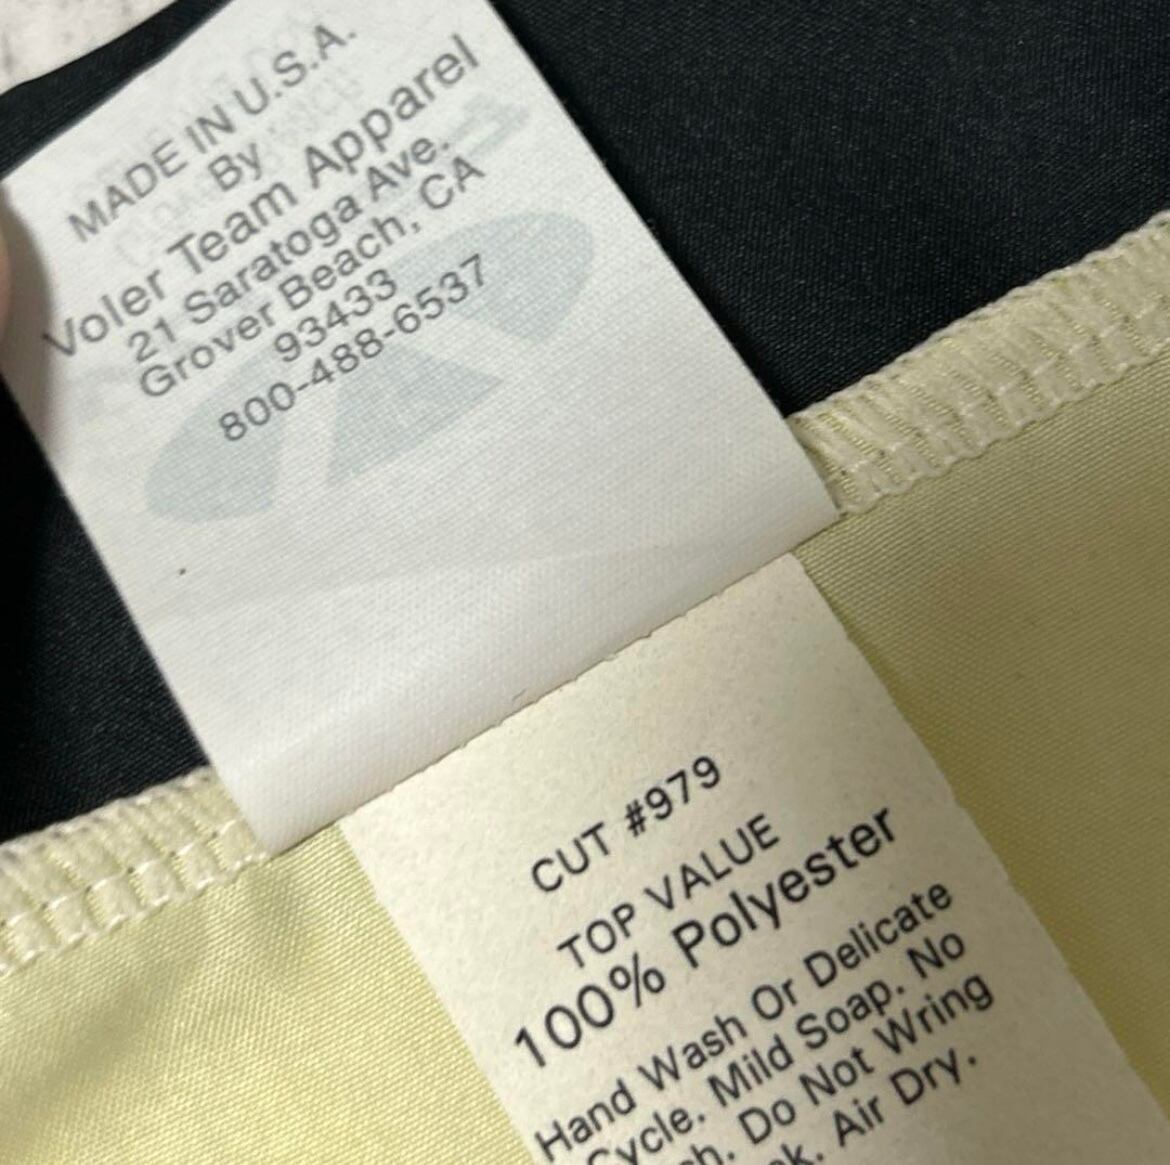 MADE IN U.S.A.
By
Voler Team Apparel
21 Saratoga Ave.
Grover Beach, CA
93433
800-488-6537
CUT #979
TOP VALUE
100% Polyester
Hand Wash Or Delicate
Cycle. Mild Soap. No
Do Not Wring
Air Dry.